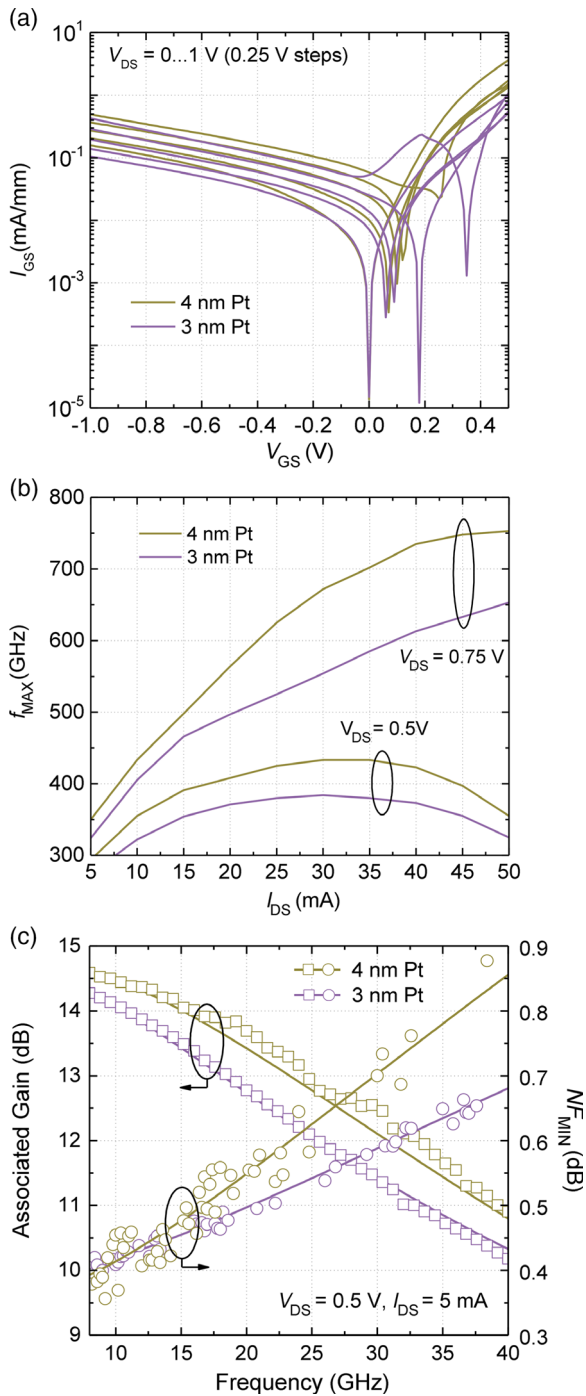 (a)
10^1
V_DS = 0...1 V (0.25 V steps)
10^-1
I_GS (mA/mm)
10^-3
4 nm Pt
3 nm Pt
10^-5
-1.0 -0.8 -0.6 -0.4 -0.2 0.0 0.2 0.4
V_GS (V)
(b)
800
4 nm Pt
3 nm Pt
700
600
V_DS = 0.75 V
f_MAX (GHz)
500
V_DS = 0.5V
400
300
5 10 15 20 25 30 35 40 45 50
I_DS (mA)
(c)
15 0.9
4 nm Pt
3 nm Pt
14 0.8
13 0.7
12 0.6
Associated Gain (dB)
NF_MIN (dB)
11 0.5
10 0.4
V_DS = 0.5 V, I_DS = 5 mA
9 0.3
10 15 20 25 30 35 40
Frequency (GHz)